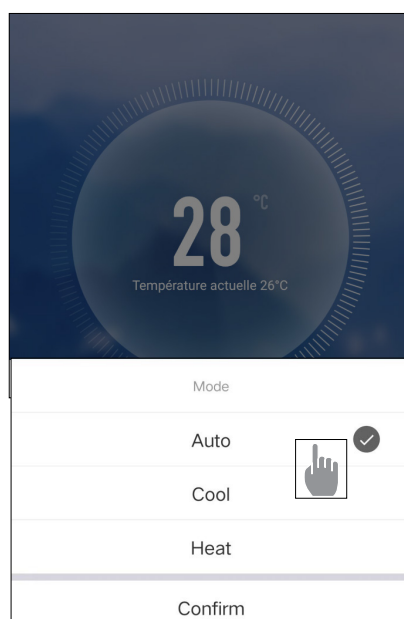 28 °C
Température actuelle 26°C
Mode
Auto
Cool
Heat
Confirm